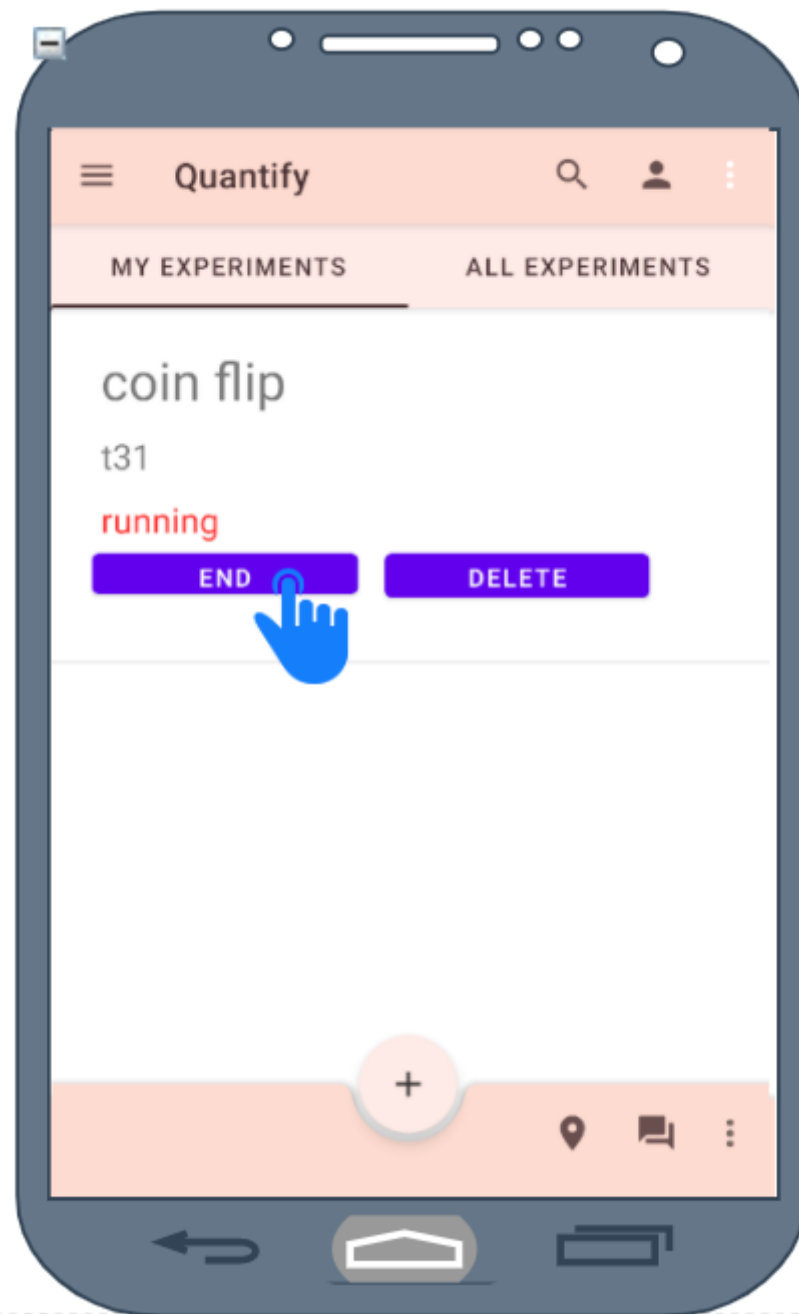 Quantify
MY EXPERIMENTS ALL EXPERIMENTS
coin flip
t31
running
END DELETE